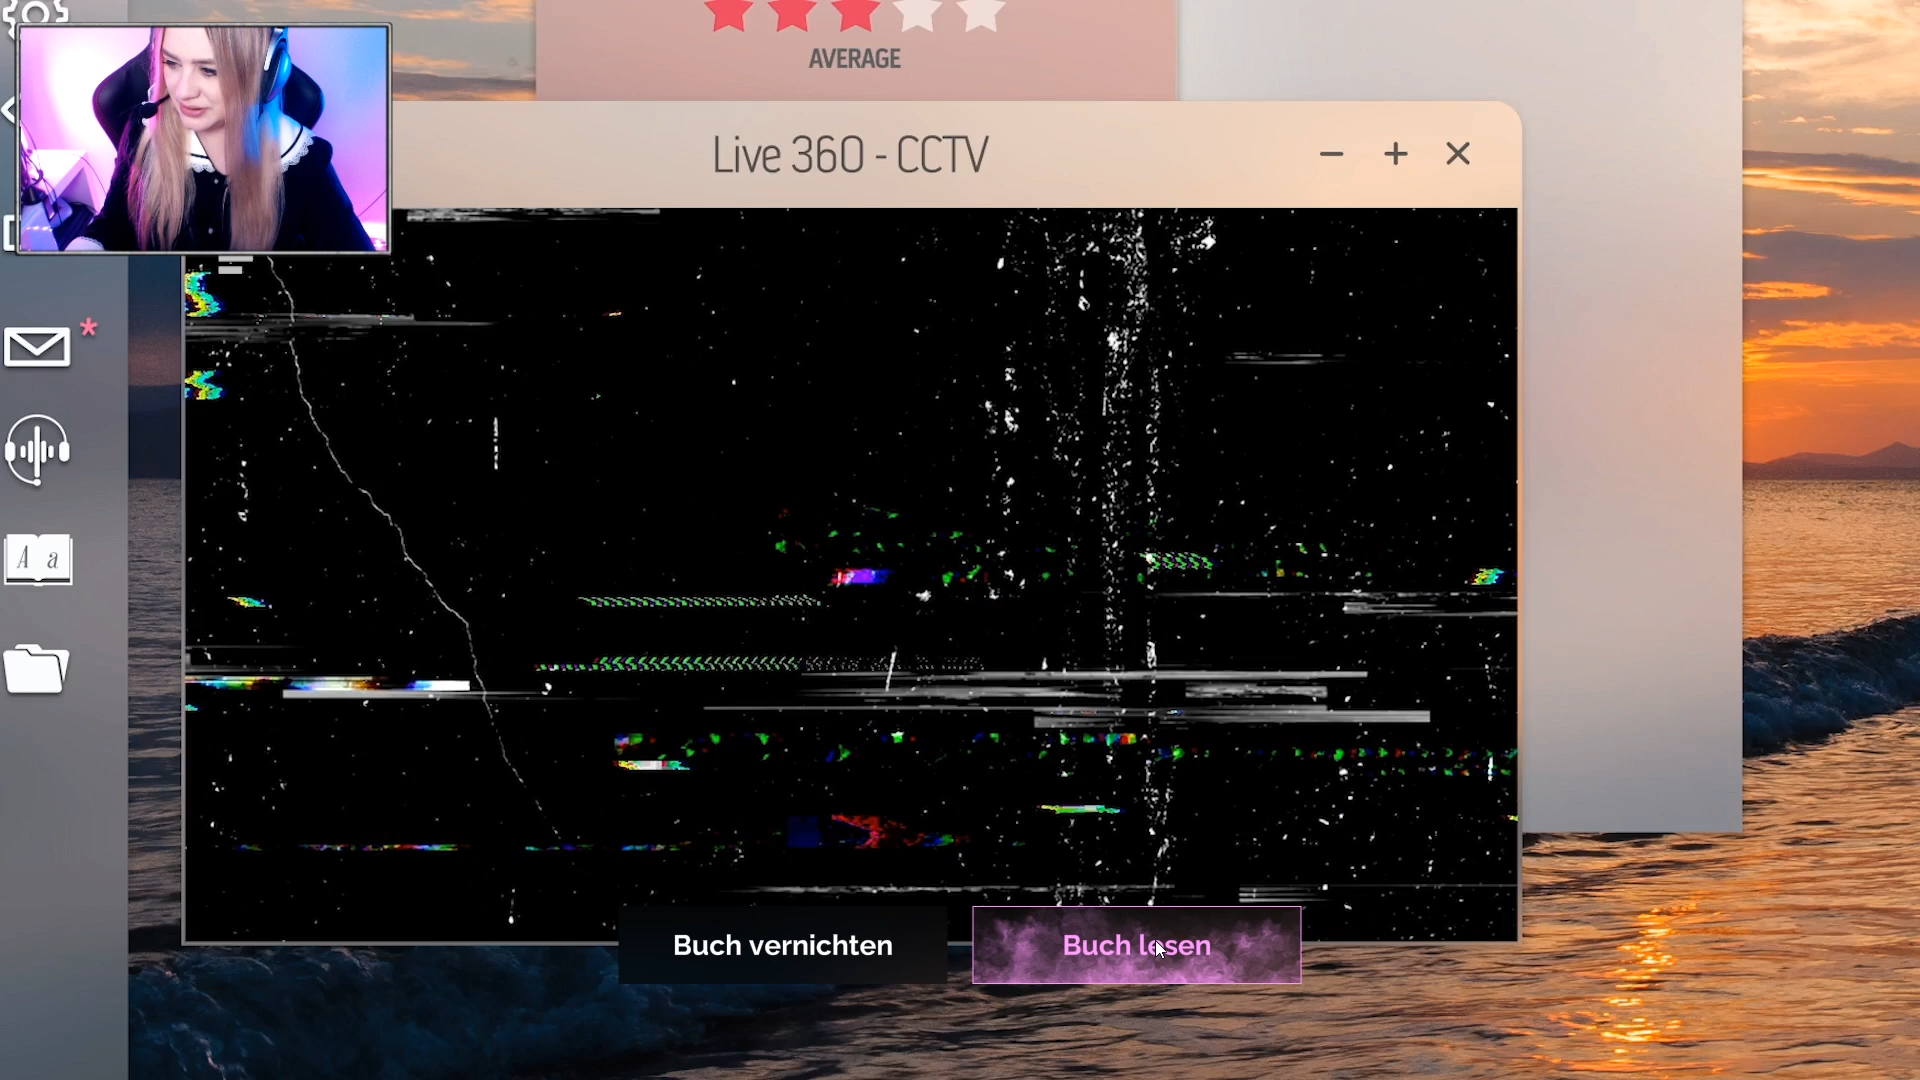 AVERAGE
Live 360 - CCTV
A a
Buch vernichten
Buch lesen